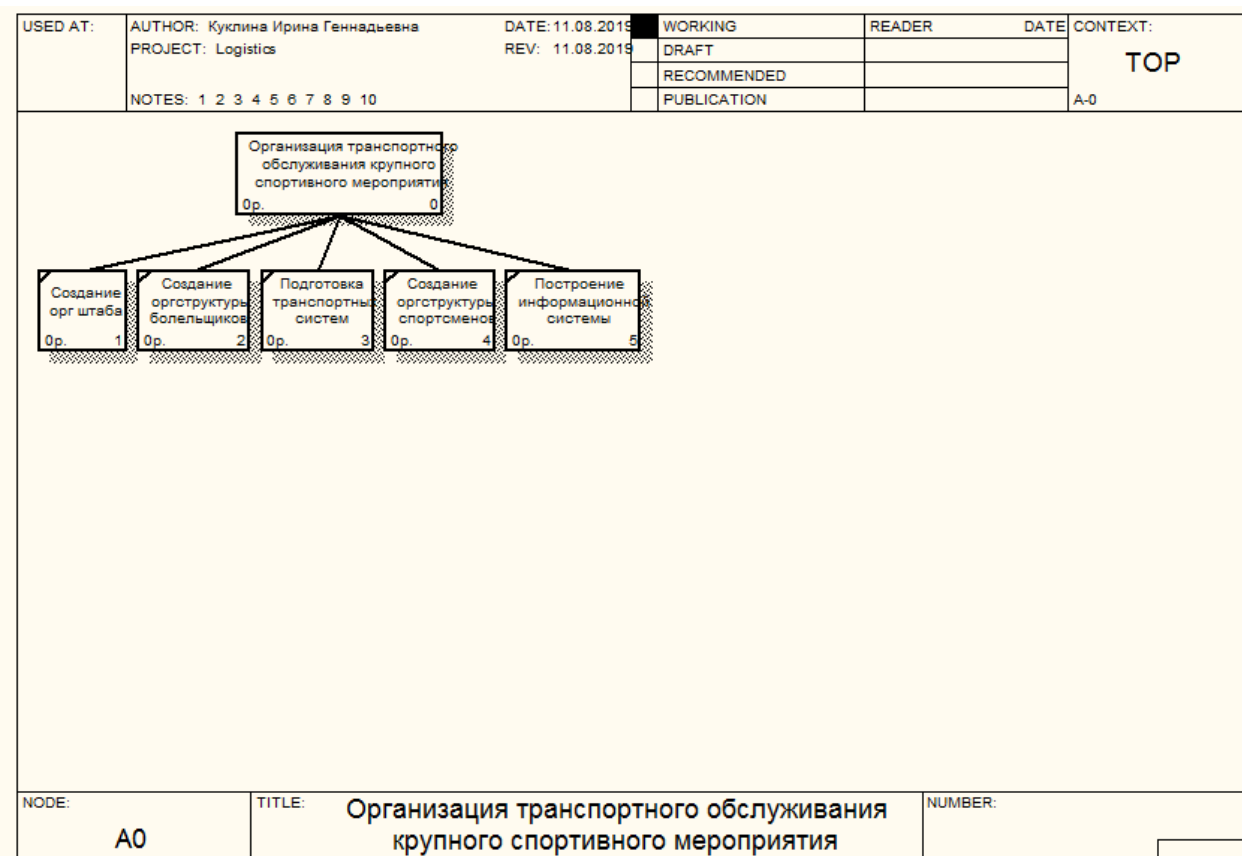 USED AT:
AUTHOR: Куклина Ирина Геннадьевна
DATE: 11.08.2019
PROJECT: Logistics
REV: 11.08.2019
NOTES: 1 2 3 4 5 6 7 8 9 10
WORKING
DRAFT
RECOMMENDED
PUBLICATION
READER DATE
CONTEXT:
TOP
A-0
Организация транспортного
обслуживания крупного
спортивного мероприятия
0р. 0
Создание
орг штаба
0р. 1
Создание
оргструктуры
болельщиков
0р. 2
Подготовка
транспортных
систем
0р. 3
Создание
оргструктуры
спортсменов
0р. 4
Построение
информационной
системы
0р. 5
NODE:
A0
TITLE:
Организация транспортного обслуживания
крупного спортивного мероприятия
NUMBER: